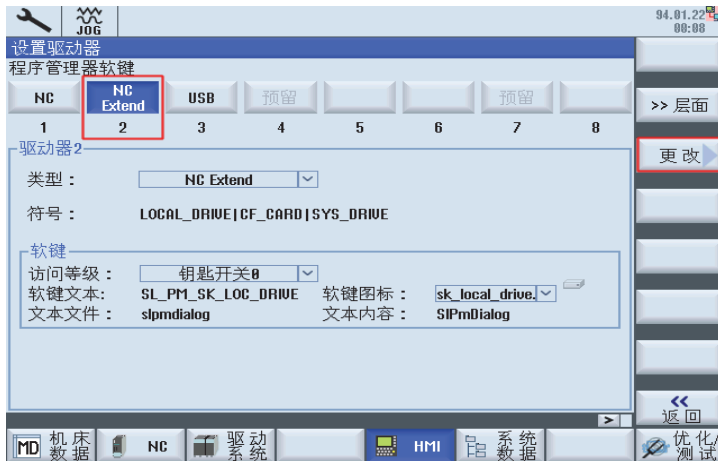 JOG
94.01.22
00:08
设置驱动器
程序管理器软键
NC
NC Extend
USB
预留
预留
>> 层面
1 2 3 4 5 6 7 8
更改
驱动器2
类型： NC Extend
符号： LOCAL_DRIVE|CF_CARD|SYS_DRIVE
软键
访问等级： 钥匙开关0
软键文本: SL_PM_SK_LOC_DRIVE 软键图标： sk_local_drive.
文本文件： slpmdialog 文本内容： SlPmDialog
<<
返回
>
MD 机床数据
NC
驱动系统
HMI
系统数据
优化/测试